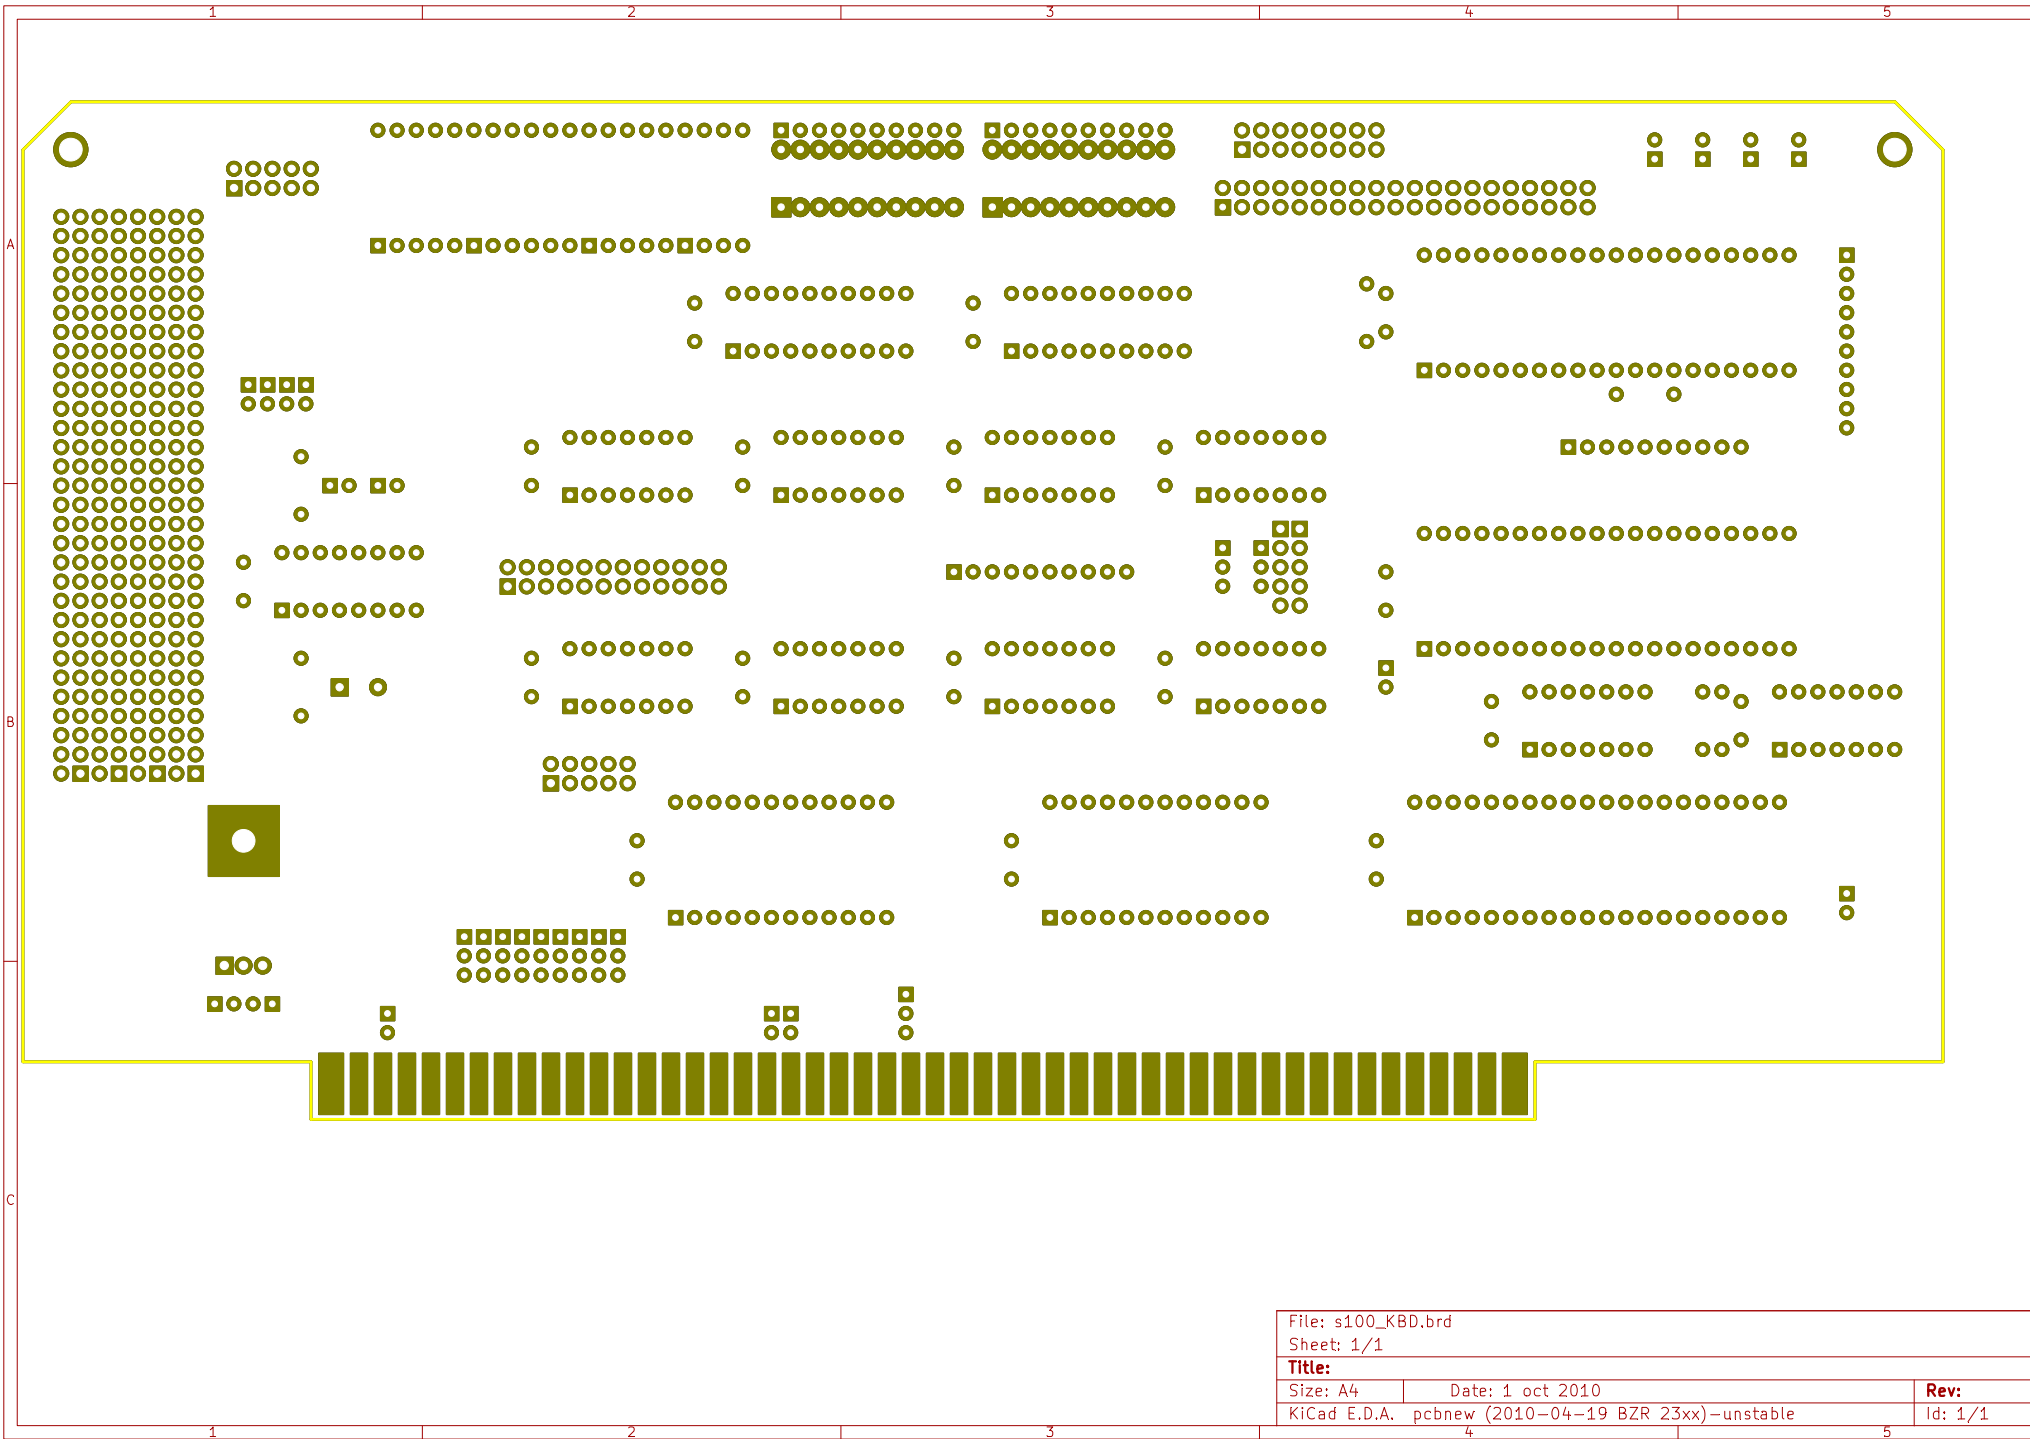 1 2 3 4 5
A
B
C
File: s100_KBD.brd
Sheet: 1/1
Title:
Size: A4 Date: 1 oct 2010 Rev:
KiCad E.D.A. pcbnew (2010-04-19 BZR 23xx)-unstable Id: 1/1
1 2 3 4 5